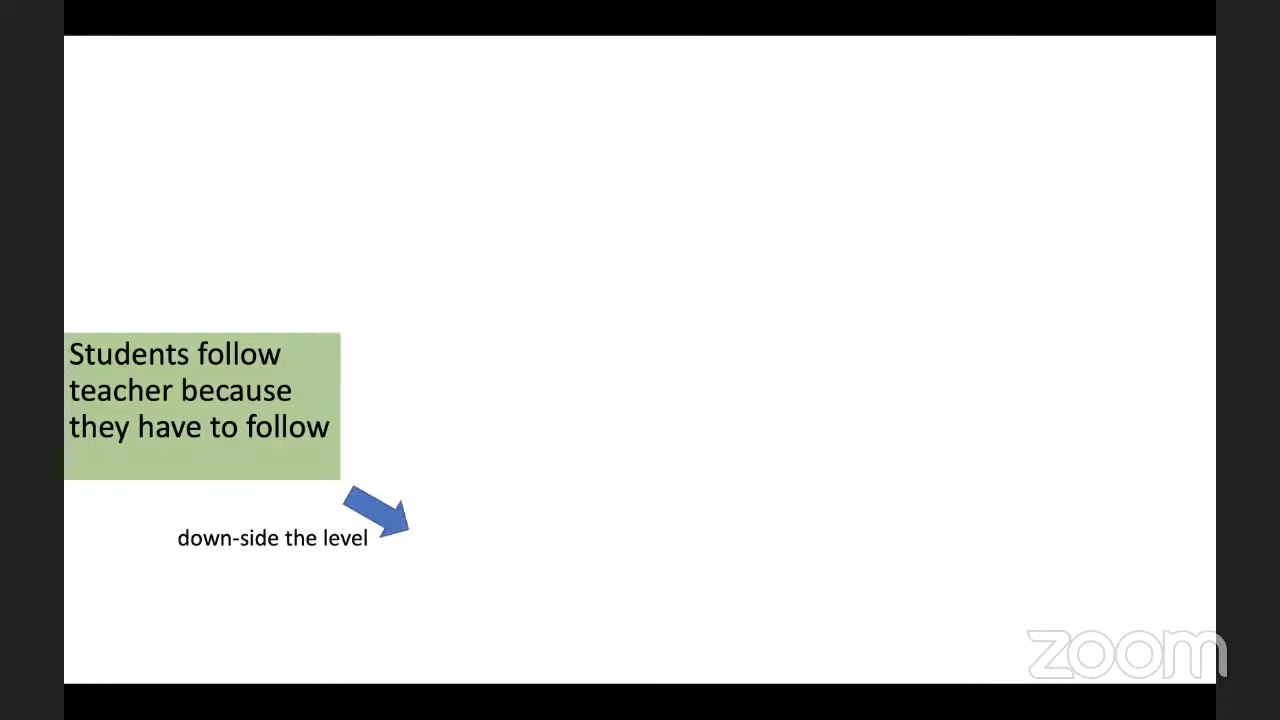 Students follow
teacher because
they have to follow
down-side the level
zoom